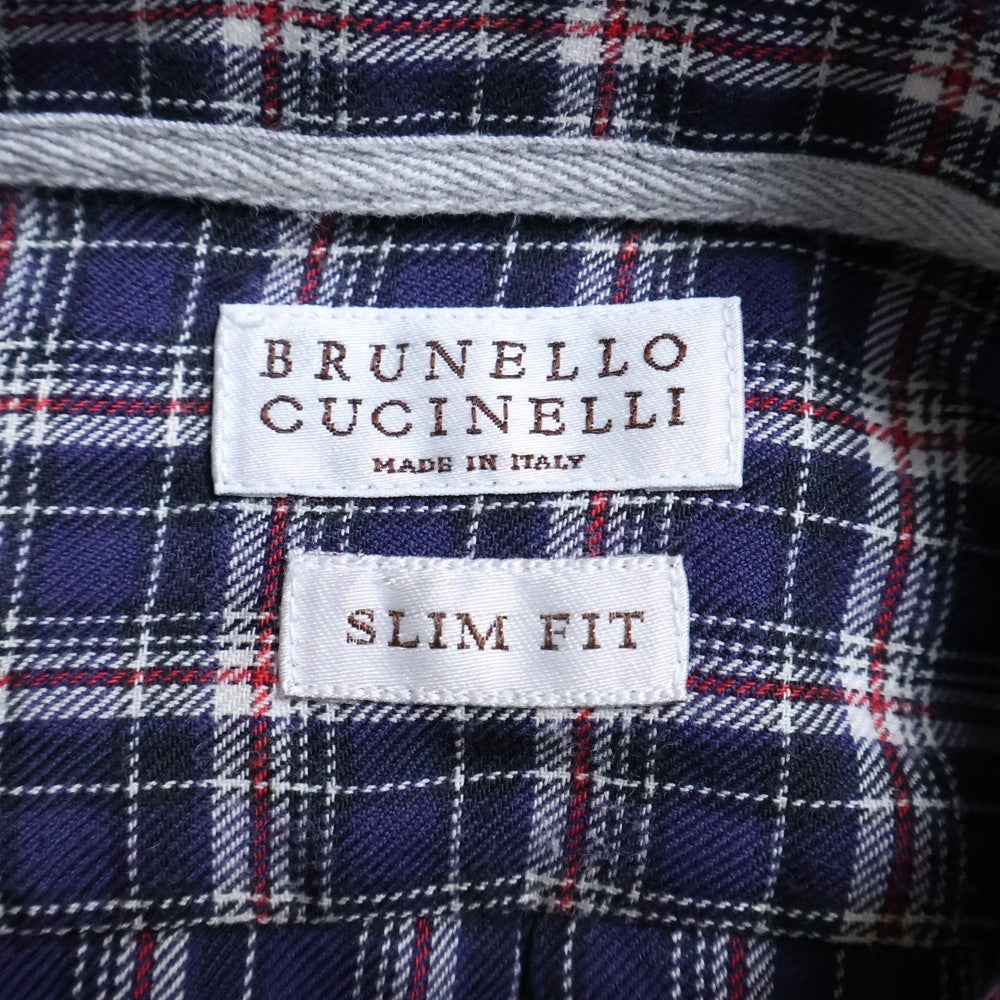 BRUNELLO
CUCINELLI
MADE IN ITALY
SLIM FIT